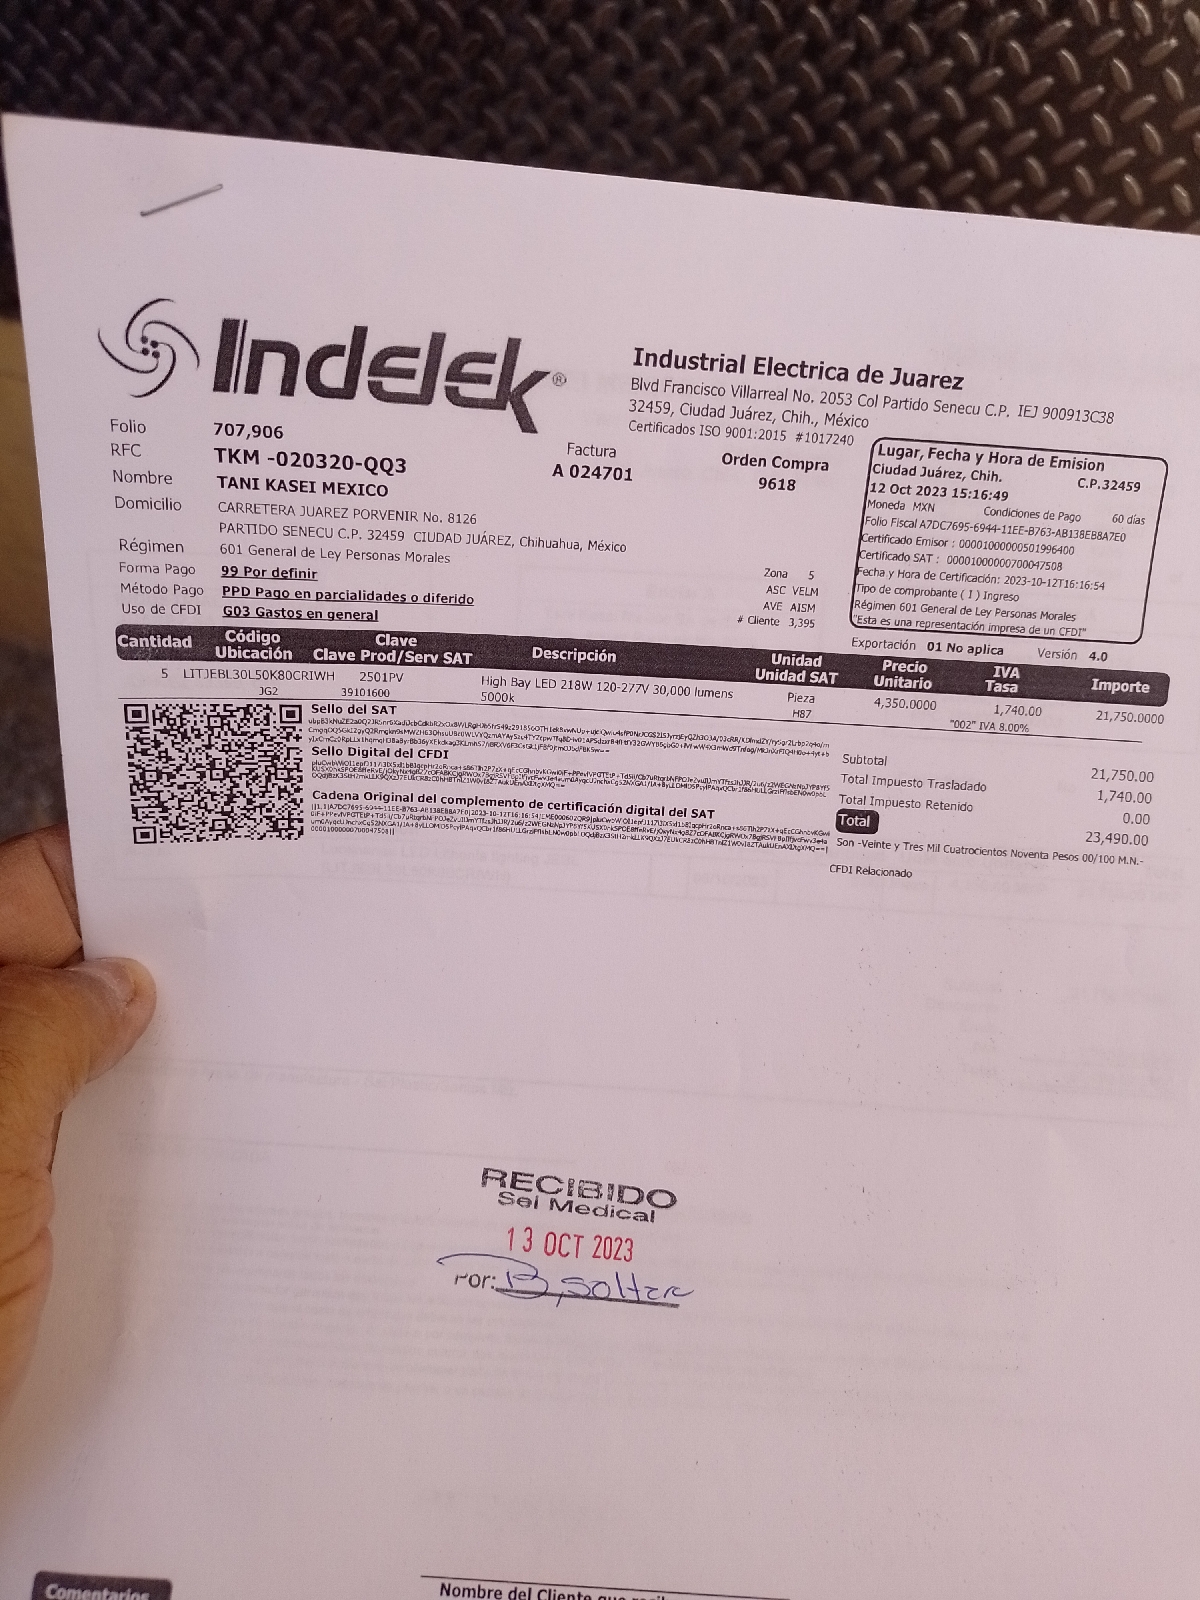 Indelek®
Industrial Electrica de Juarez
Blvd Francisco Villarreal No. 2053 Col Partido Senecu C.P. IEJ 900913C38
32459, Ciudad Juárez, Chih., México
Certificados ISO 9001:2015 #1017240
Folio 707,906
RFC TKM -020320-QQ3
Nombre TANI KASEI MEXICO
Domicilio CARRETERA JUAREZ PORVENIR No. 8126
PARTIDO SENECU C.P. 32459 CIUDAD JUÁREZ, Chihuahua, México
Régimen 601 General de Ley Personas Morales
Forma Pago 99 Por definir
Método Pago PPD Pago en parcialidades o diferido
Uso de CFDI G03 Gastos en general
Factura
A 024701
Orden Compra
9618
Zona 5
ASC VELM
AVE AISM
# Cliente 3,395
Lugar, Fecha y Hora de Emision
Ciudad Juárez, Chih. C.P.32459
12 Oct 2023 15:16:49
Moneda MXN Condiciones de Pago 60 días
Folio Fiscal A7DC7695-6944-11EE-B763-AB138EB8A7E0
Certificado Emisor : 00001000000501996400
Certificado SAT : 00001000000700047508
Fecha y Hora de Certificación: 2023-10-12T16:16:54
Tipo de comprobante ( I ) Ingreso
Régimen 601 General de Ley Personas Morales
"Esta es una representación impresa de un CFDI"
Exportación 01 No aplica Versión 4.0
Cantidad Código Ubicación Clave Clave Prod/Serv SAT Descripción Unidad Unidad SAT Precio Unitario IVA Tasa Importe
5 LITJEBL30L50K80CRIWH 2501PV High Bay LED 218W 120-277V 30,000 lumens Pieza 4,350.0000 1,740.00 21,750.0000
JG2 39101600 5000k H87 "002" IVA 8.00%
Sello del SAT
Sello Digital del CFDI
Cadena Original del complemento de certificación digital del SAT
Subtotal 21,750.00
Total Impuesto Trasladado 1,740.00
Total Impuesto Retenido 0.00
Total 23,490.00
Son -Veinte y Tres Mil Cuatrocientos Noventa Pesos 00/100 M.N.-
CFDI Relacionado
RECIBIDO
Sei Medical
13 OCT 2023
Por:
Comentarios
Nombre del Cliente que